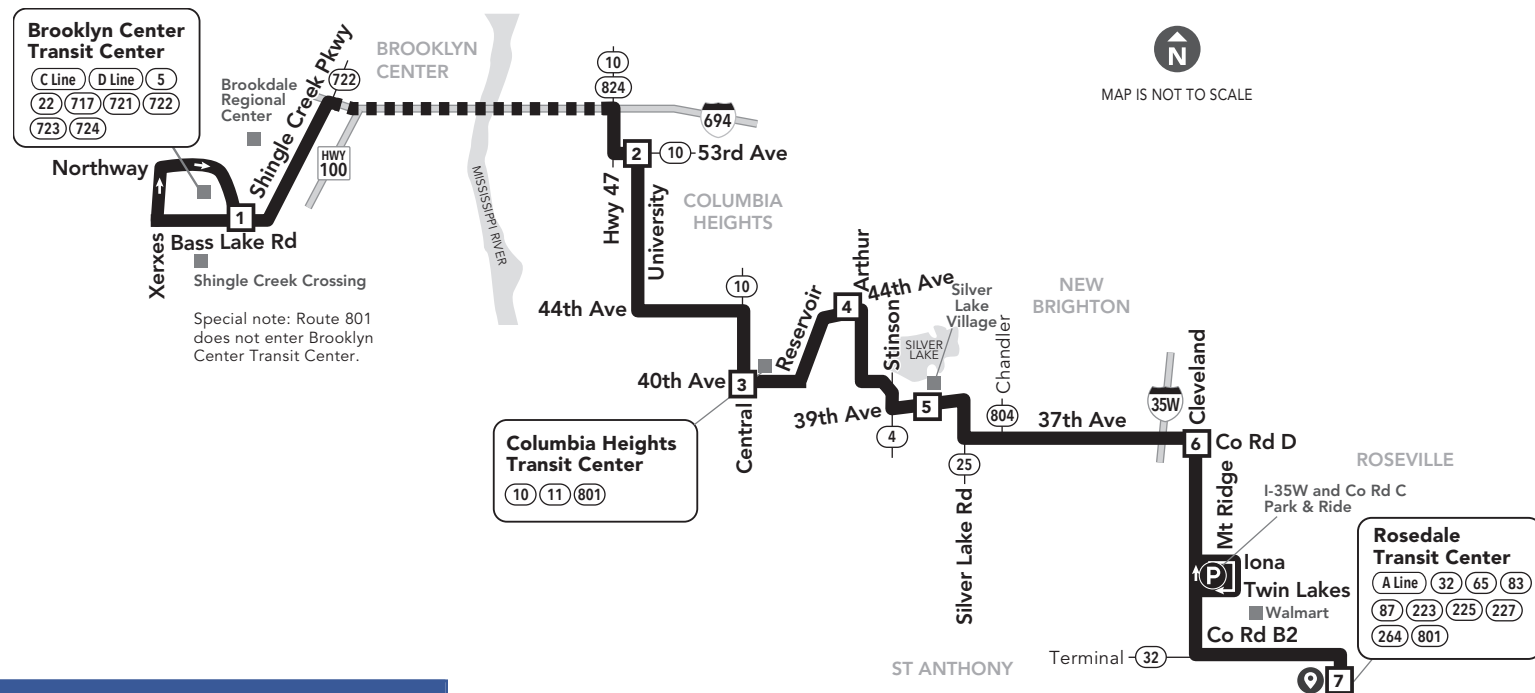 Brooklyn Center
Transit Center
C Line D Line 5
22 717 721 722
723 724
Northway
Brookdale
Regional
Center
Shingle Creek Pkwy
722
BROOKLYN
CENTER
HWY
100
1
Xerxes
Bass Lake Rd
Shingle Creek Crossing
Special note: Route 801
does not enter Brooklyn
Center Transit Center.
MISSISSIPPI RIVER
10
824
694
2
10
53rd Ave
Hwy 47
University
COLUMBIA
HEIGHTS
N
MAP IS NOT TO SCALE
44th Ave
10
40th Ave
3
Central
Reservoir
Columbia Heights
Transit Center
10 11 801
4
Arthur
44th Ave
Stinson
Silver
Lake
Village
SILVER
LAKE
39th Ave
5
4
NEW
BRIGHTON
Chandler
804
25
Silver Lake Rd
37th Ave
35W
Cleveland
6
Co Rd D
ROSEVILLE
Mt Ridge
I-35W and Co Rd C
Park & Ride
P
Iona
Twin Lakes
Walmart
Co Rd B2
Terminal
32
ST ANTHONY
Rosedale
Transit Center
A Line 32 65 83
87 223 225 227
264 801
7